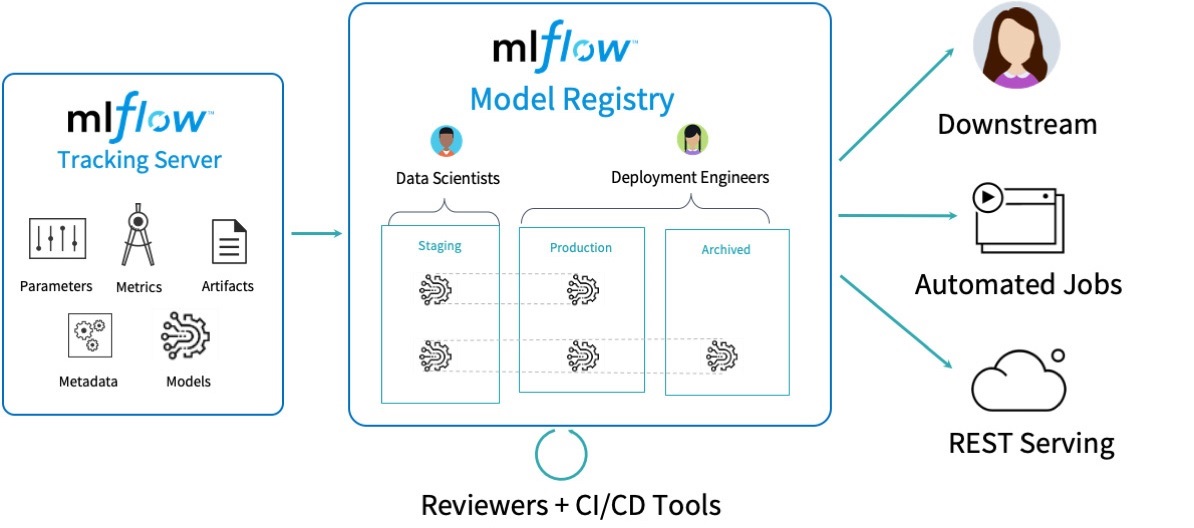 mlflow™
Tracking Server
Parameters
Metrics
Artifacts
Metadata
Models
mlflow™
Model Registry
Data Scientists
Deployment Engineers
Staging
Production
Archived
Reviewers + CI/CD Tools
Downstream
Automated Jobs
REST Serving